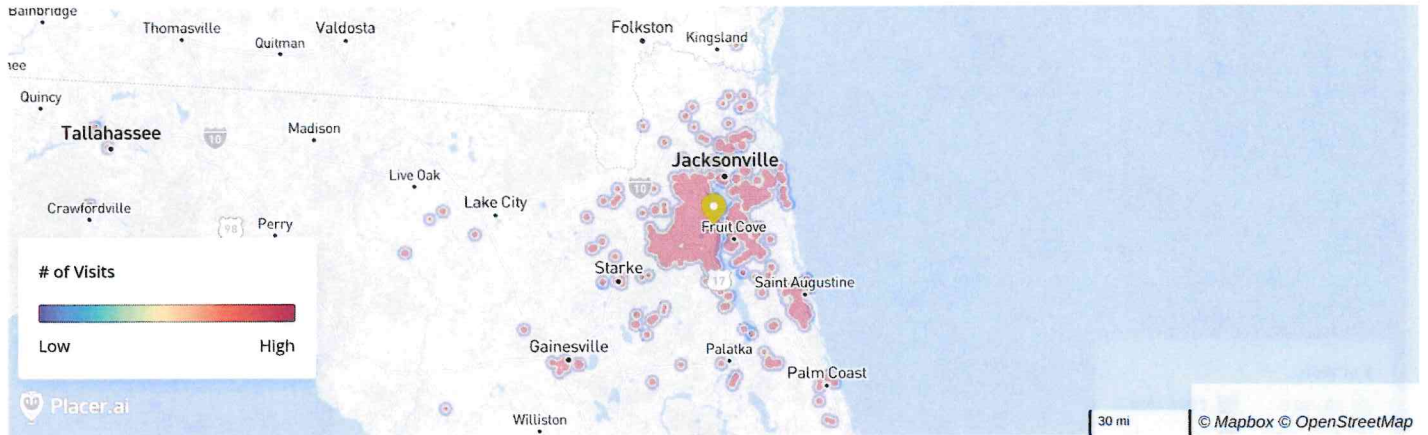 Bainbridge
Thomasville
Quitman
Valdosta
Folkston
Kingsland
Quincy
Tallahassee
10
Madison
Jacksonville
Live Oak
10
Lake City
Crawfordville
98
Perry
Fruit Cove
Starke
17
Saint Augustine
# of Visits
Low High
Gainesville
Palatka
Palm Coast
Placer.ai
Williston
30 mi
© Mapbox © OpenStreetMap